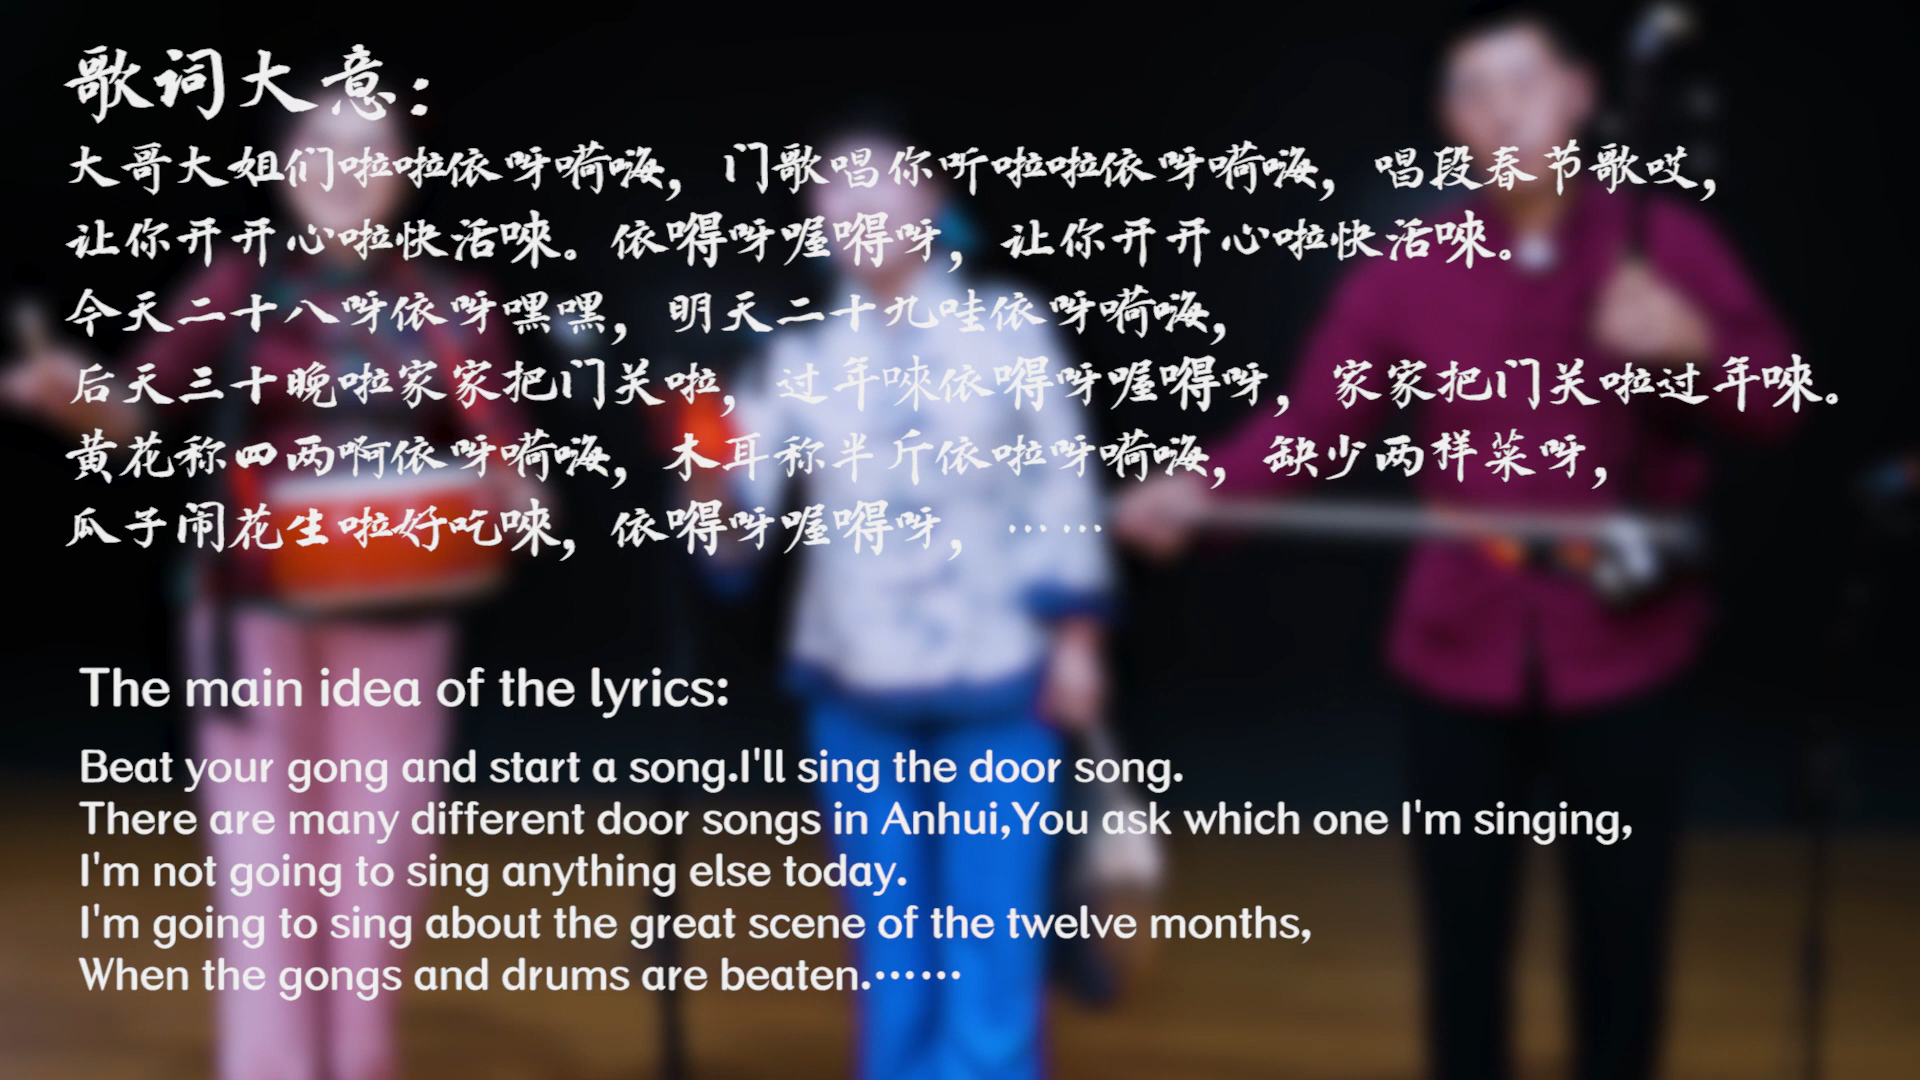 歌词大意：
大哥大姐们啦啦依呀嗬嗨，门歌唱你听啦啦依呀嗬嗨，唱段春节歌哎，
让你开开心啦快活唻。依嘚呀喔嘚呀，让你开开心啦快活唻。
今天二十八呀依呀嘿嘿，明天二十九哇依呀嗬嗨，
后天三十晚啦家家把门关啦，过年唻依嘚呀喔嘚呀，家家把门关啦过年唻。
黄花称四两啊依呀嗬嗨，木耳称半斤依啦呀嗬嗨，缺少两样菜呀，
瓜子闹花生啦好吃唻，依嘚呀喔嘚呀，……
The main idea of the lyrics:
Beat your gong and start a song.I'll sing the door song.
There are many different door songs in Anhui,You ask which one I'm singing,
I'm not going to sing anything else today.
I'm going to sing about the great scene of the twelve months,
When the gongs and drums are beaten.……